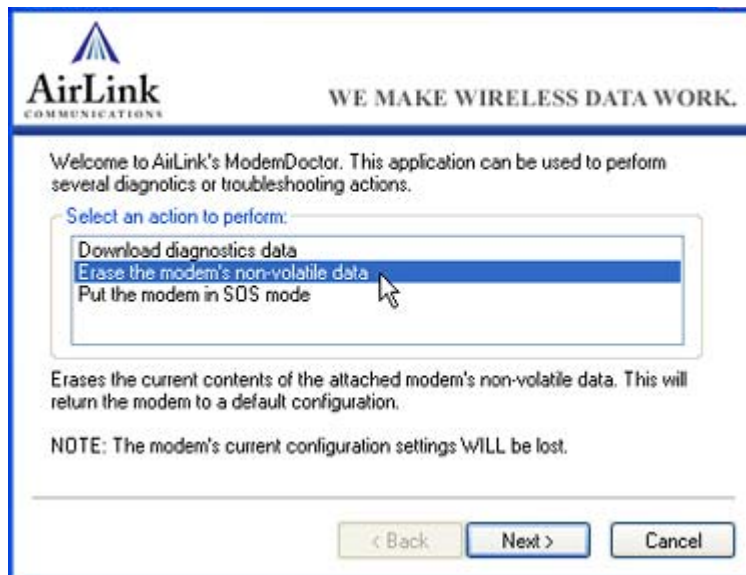 AirLink
COMMUNICATIONS
WE MAKE WIRELESS DATA WORK.
Welcome to AirLink's ModemDoctor. This application can be used to perform
several diagnotics or troubleshooting actions.
Select an action to perform:
Download diagnostics data
Erase the modem's non-volatile data
Put the modem in SOS mode
Erases the current contents of the attached modem's non-volatile data. This will
return the modem to a default configuration.
NOTE: The modem's current configuration settings WILL be lost.
< Back
Next >
Cancel